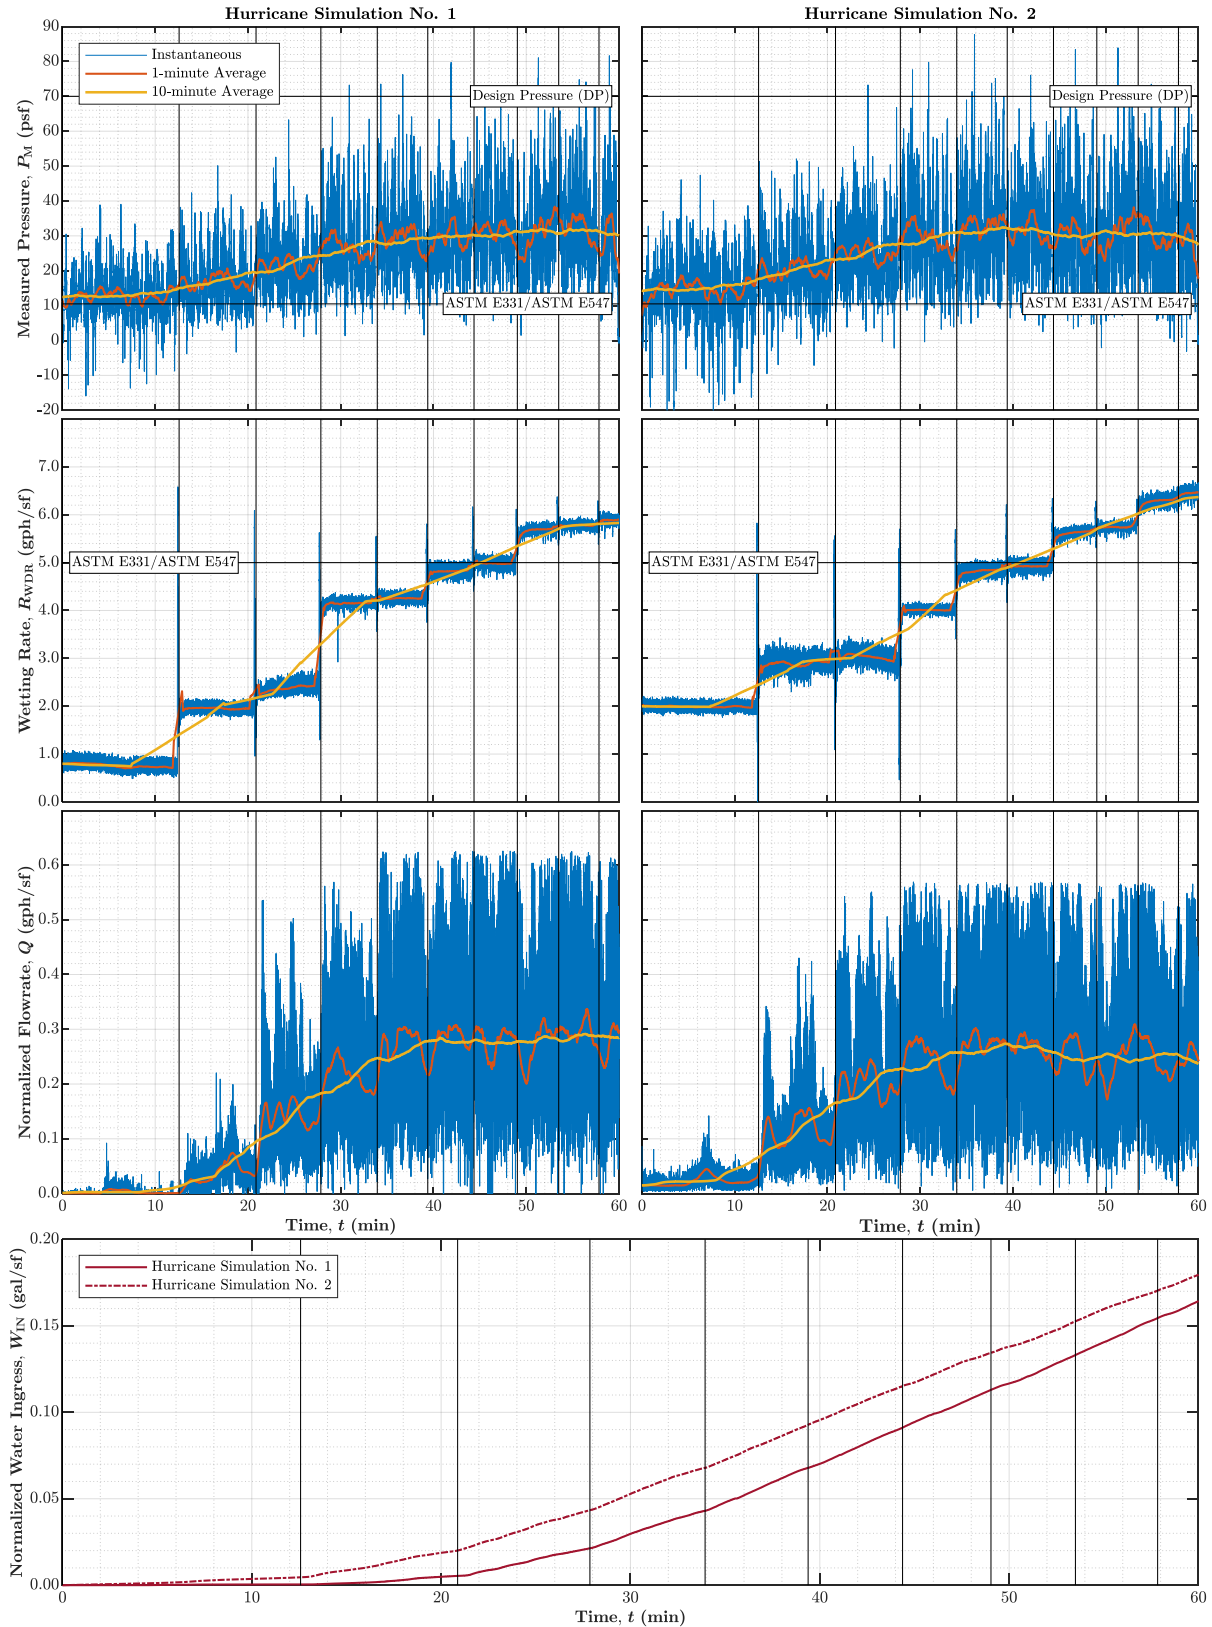 Hurricane Simulation No. 1
Hurricane Simulation No. 2
Measured Pressure, P_M (psf)
90
80
70
60
50
40
30
20
10
0
-10
-20
Instantaneous
1-minute Average
10-minute Average
Design Pressure (DP)
ASTM E331/ASTM E547
Design Pressure (DP)
ASTM E331/ASTM E547
Wetting Rate, R_WDR (gph/sf)
7.0
6.0
5.0
4.0
3.0
2.0
1.0
0.0
ASTM E331/ASTM E547
ASTM E331/ASTM E547
Normalized Flowrate, Q (gph/sf)
0.6
0.5
0.4
0.3
0.2
0.1
0.0
0 10 20 30 40 50 60
Time, t (min)
0 10 20 30 40 50 60
Time, t (min)
Normalized Water Ingress, W_IN (gal/sf)
0.20
0.15
0.10
0.05
0.00
Hurricane Simulation No. 1
Hurricane Simulation No. 2
0 10 20 30 40 50 60
Time, t (min)